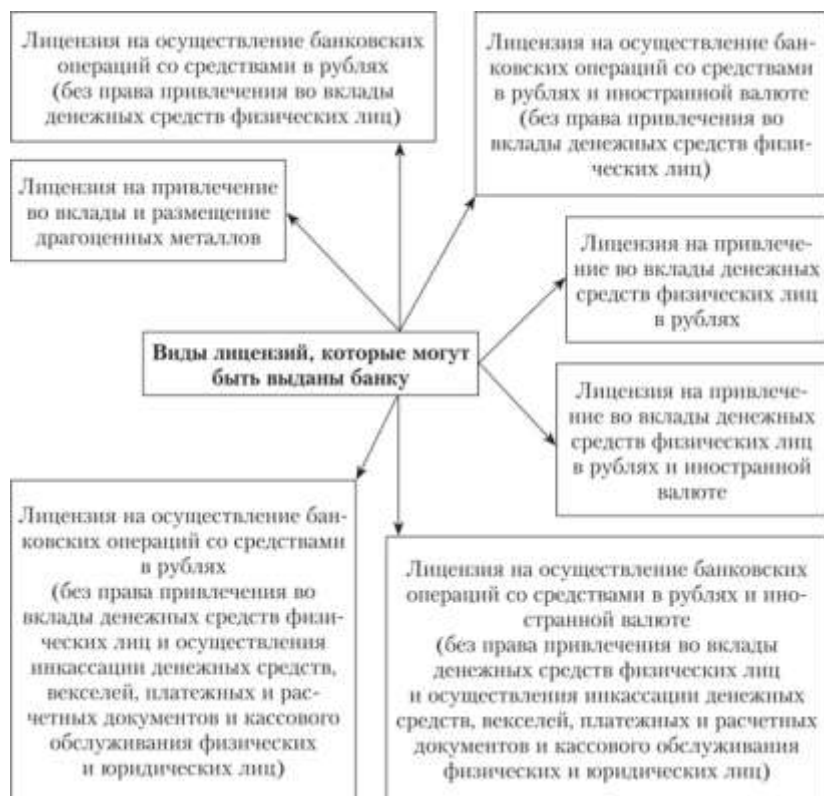 Лицензия на осуществление банковских
операций со средствами в рублях
(без права привлечения во вклады
денежных средств физических лиц)
Лицензия на осуществление бан-
ковских операций со средствами
в рублях и иностранной валюте
(без права привлечения во
вклады денежных средств физи-
ческих лиц)
Лицензия на привлечение
во вклады и размещение
драгоценных металлов
Лицензия на привлече-
ние во вклады денежных
средств физических лиц
в рублях
Виды лицензий, которые могут
быть выданы банку
Лицензия на привлече-
ние во вклады денежных
средств физических лиц
в рублях и иностранной
валюте
Лицензия на осуществление бан-
ковских операций со средствами
в рублях
(без права привлечения во
вклады денежных средств физи-
ческих лиц и осуществления
инкассации денежных средств,
векселей, платежных и рас-
четных документов и кассового
обслуживания физических
и юридических лиц)
Лицензия на осуществление банковских
операций со средствами в рублях и ино-
странной валюте
(без права привлечения во вклады
денежных средств физических лиц
и осуществления инкассации денежных
средств, векселей, платежных и расчетных
документов и кассового обслуживания
физических и юридических лиц)